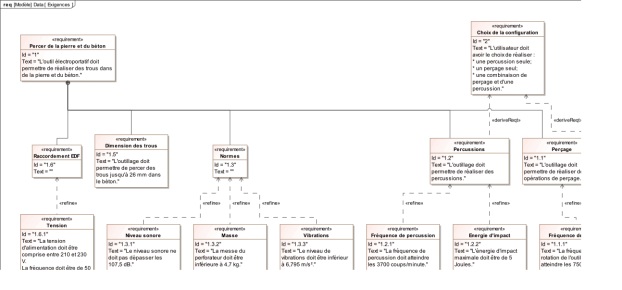 req [Modèle] Data [ Exigences ]
«requirement»
Percer de la pierre et du béton
Id = "1"
Text = "L'outil électroportatif doit
permettre de réaliser des trous dans
de la pierre et du béton."
«requirement»
Choix de la configuration
Id = "2"
Text = "L'utilisateur doit
avoir le choix de réaliser :
* une percussion seule;
* un perçage seul;
* une combinaison de
perçage et d'une
percussion."
«deriveReqt»
«deriveReqt»
«requirement»
Raccordement EDF
Id = "1.6"
Text = ""
«requirement»
Dimension des trous
Id = "1.5"
Text = "L'outillage doit
permettre de percer des
trous jusqu'à 26 mm dans
le béton."
«requirement»
Normes
Id = "1.3"
Text = ""
«requirement»
Percussions
Id = "1.2"
Text = "L'outillage doit
permettre de réaliser des
percussions."
«requirement»
Perçage
Id = "1.1"
Text = "L'outillage doit
permettre de réaliser de
opérations de perçage.
«refine»
«refine»
«refine»
«refine»
«refine»
«refine»
«refine»
«requirement»
Tension
Id = "1.6.1"
Text = "La tension
d'alimentation doit être
comprise entre 210 et 230
V.
La fréquence doit être de 50
«requirement»
Niveau sonore
Id = "1.3.1"
Text = "Le niveau sonore ne
doit pas dépasser les
107,5 dB."
«requirement»
Masse
Id = "1.3.2"
Text = "La masse du
perforateur doit être
inférieure à 4,7 kg."
«requirement»
Vibrations
Id = "1.3.3"
Text = "Le niveau de
vibrations doit être inférieur
à 6,795 m/s²."
«requirement»
Fréquence de percussion
Id = "1.2.1"
Text = "La fréquence de
percussion doit atteindre
les 3700 coups/minute."
«requirement»
Energie d'impact
Id = "1.2.2"
Text = "L'énergie d'impact
maximale doit être de 5
Joules."
«requirem
Fréquence de
Id = "1.1.1"
Text = "La fréquenc
rotation de l'outil
atteindre les 750